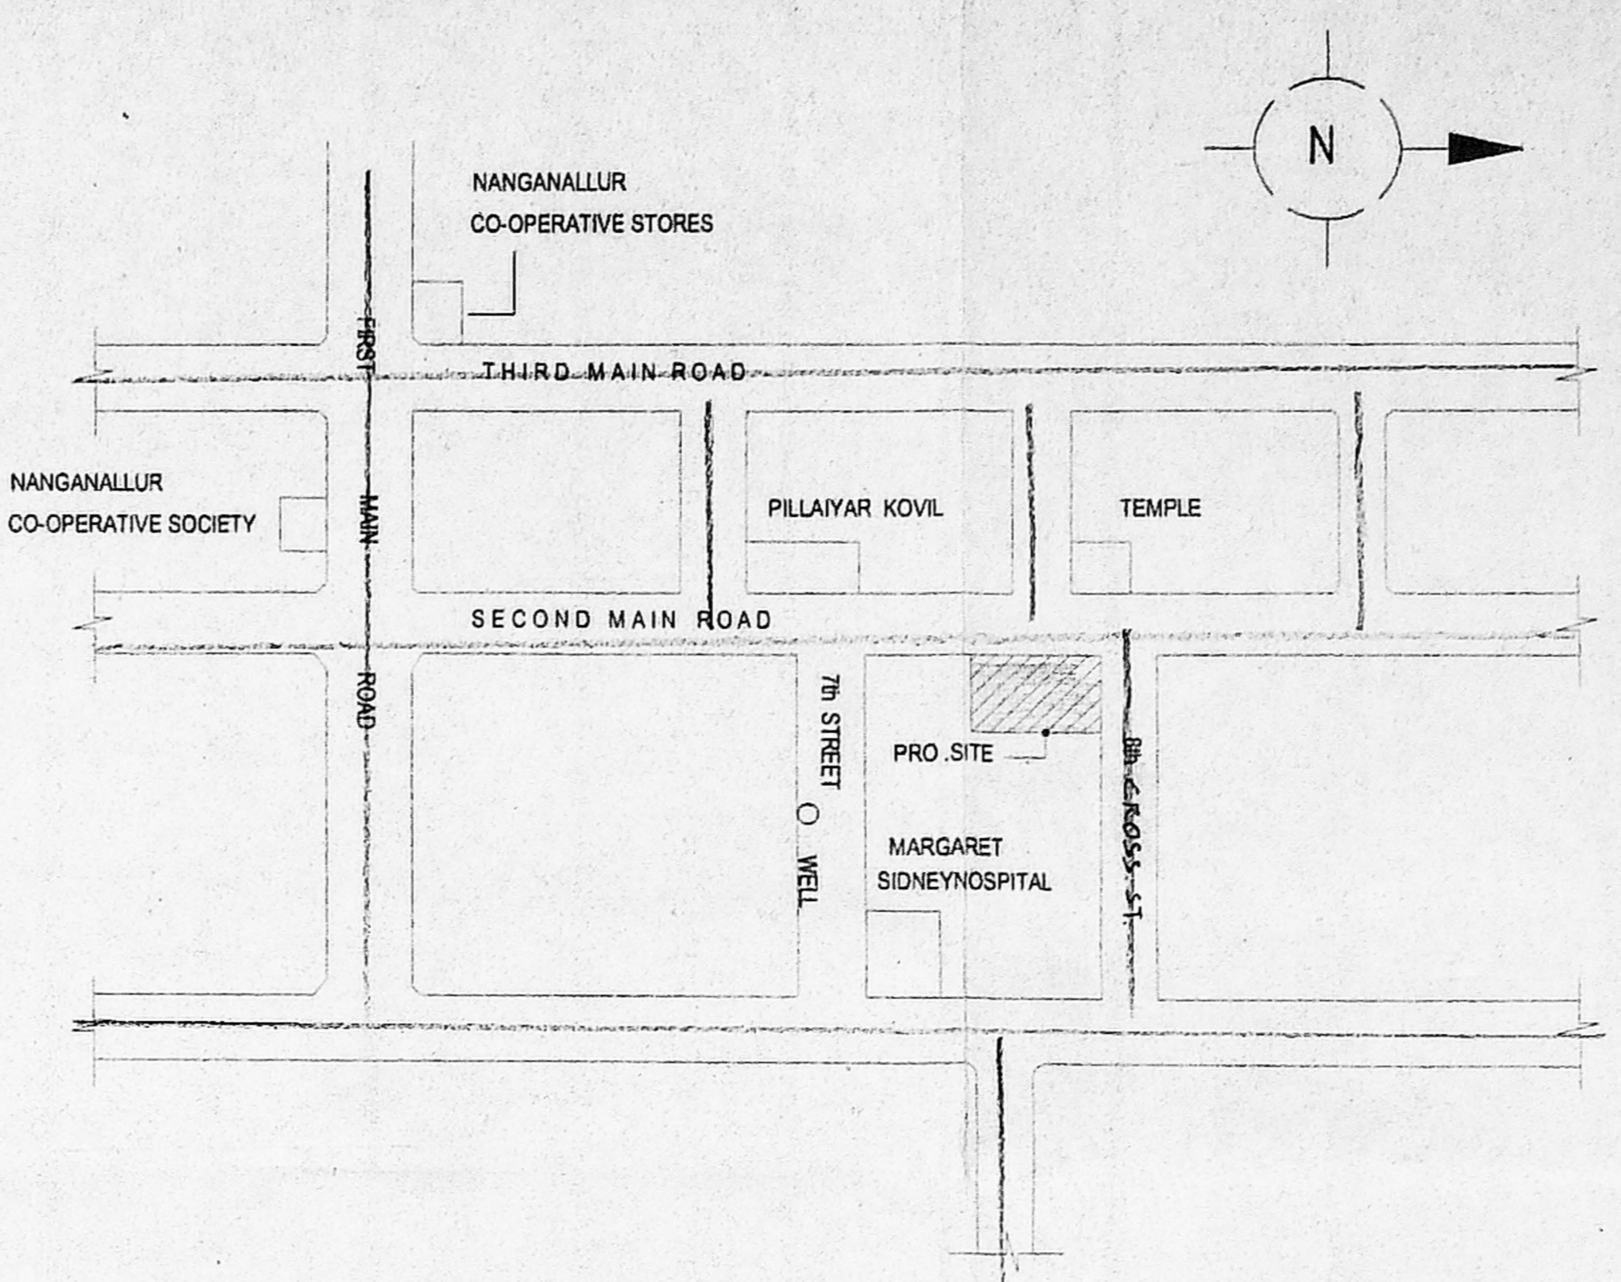 N
NANGANALLUR
CO-OPERATIVE STORES
FIRST MAIN ROAD
THIRD MAIN ROAD
NANGANALLUR
CO-OPERATIVE SOCIETY
PILLAIYAR KOVIL
TEMPLE
SECOND MAIN ROAD
7th STREET
WELL
PRO.SITE
8th CROSS. ST.
MARGARET
SIDNEYNOSPITAL